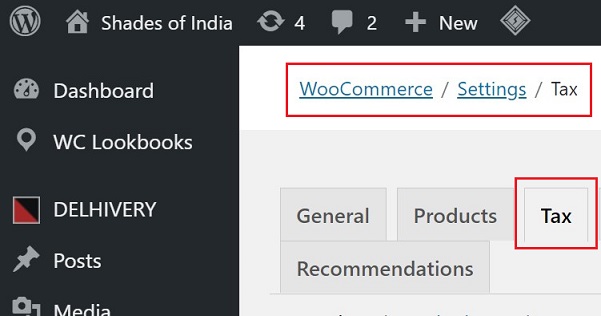 Shades of India 4 2 New
WooCommerce / Settings / Tax
Dashboard
WC Lookbooks
DELHIVERY
Posts
Media
General Products Tax
Recommendations